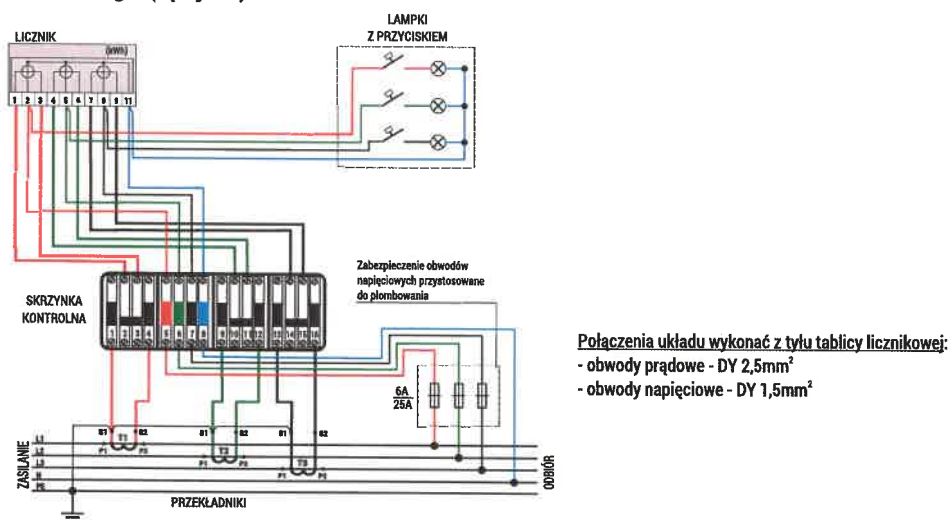 LICZNIK
(kWh)
1 2 3 4 5 6 7 8 9 11
LAMPKI
Z PRZYCISKIEM
SKRZYNKA
KONTROLNA
1 2 3 4 5 6 7 8 9 10 11 12 13 14 15 16
Zabezpieczenie obwodów
napięciowych przystosowane
do plombowania
6A
25A
Połączenia układu wykonać z tyłu tablicy licznikowej:
- obwody prądowe - DY 2,5mm²
- obwody napięciowe - DY 1,5mm²
S1 S2 S1 S2 S1 S2
T1 T2 T3
P1 P2 P1 P2 P1 P2
ZASILANIE
L1
L2
L3
N
PE
ODBIÓR
PRZEKŁADNIKI